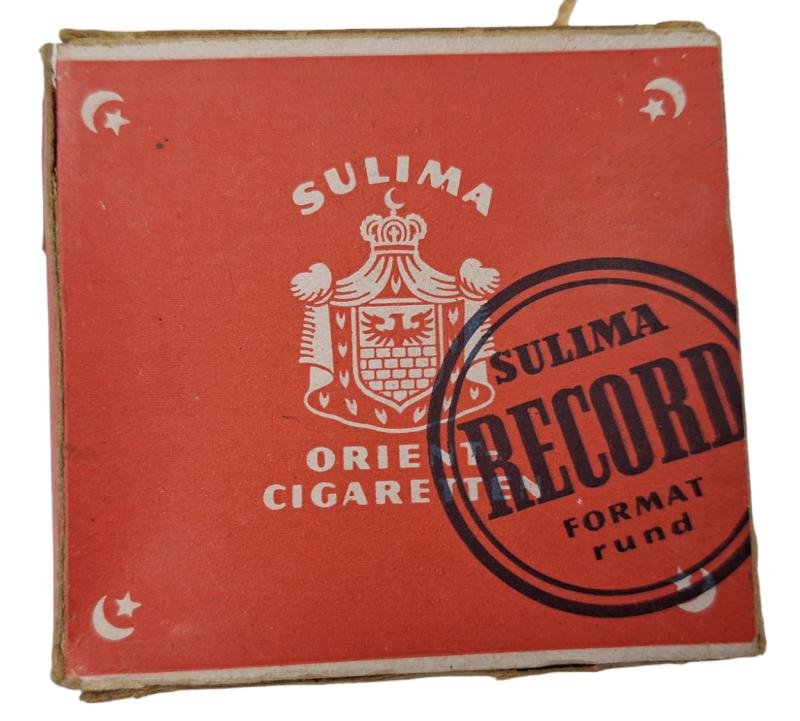 SULIMA
ORIENT-
CIGARETTEN
SULIMA
RECORD
FORMAT
rund